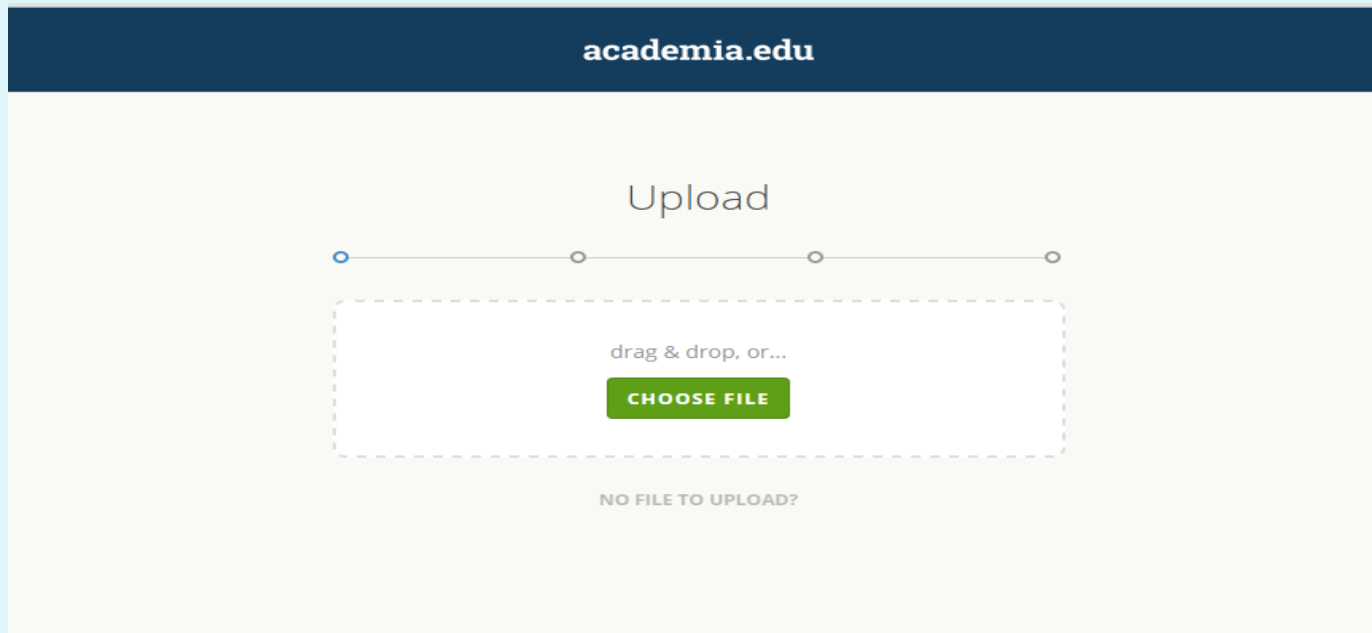 academia.edu
Upload
drag & drop, or...
CHOOSE FILE
NO FILE TO UPLOAD?